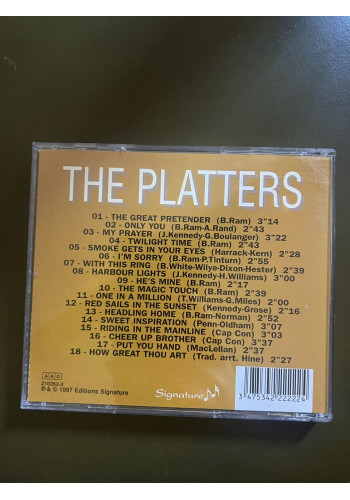 THE PLATTERS
01 - THE GREAT PRETENDER (B.Ram) 3"14
02 - ONLY YOU (B.Ram-A.Rand) 2"43
03 - MY PRAYER (J.Kennedy-G.Boulanger) 3"22
04 - TWILIGHT TIME (B.Ram) 2"43
05 - SMOKE GETS IN YOUR EYES (Harrack-Kern) 2"28
06 - I'M SORRY (B.Ram-P.Tinturn) 2"52
07 - WITH THIS RING (B.White-Wilye-Dixon-Hester) 2"39
08 - HARBOUR LIGHTS (J.Kennedy-H.Williams) 3"00
09 - HE'S MINE (B.Ram) 2"17
10 - THE MAGIC TOUCH (B.Ram) 2"39
11 - ONE IN A MILLION (T.Williams-G.Miles) 2"00
12 - RED SAILS IN THE SUNSET (Kennedy-Grose) 2"16
13 - HEADLING HOME (B.Ram-Norman) 2"52
14 - SWEET INSPIRATION (Penn-Oldham) 3"03
15 - RIDING IN THE MAINLINE (Cap Con) 3"07
16 - CHEER UP BROTHER (Cap Con) 2"21
17 - PUT YOU HAND (MacLellan) 2"37
18 - HOW GREAT THOU ART (Trad. arrt. Hine) 2"27
AAD
210262-2
℗ & © 1997 Editions Signature
Signature
3 475342 222224